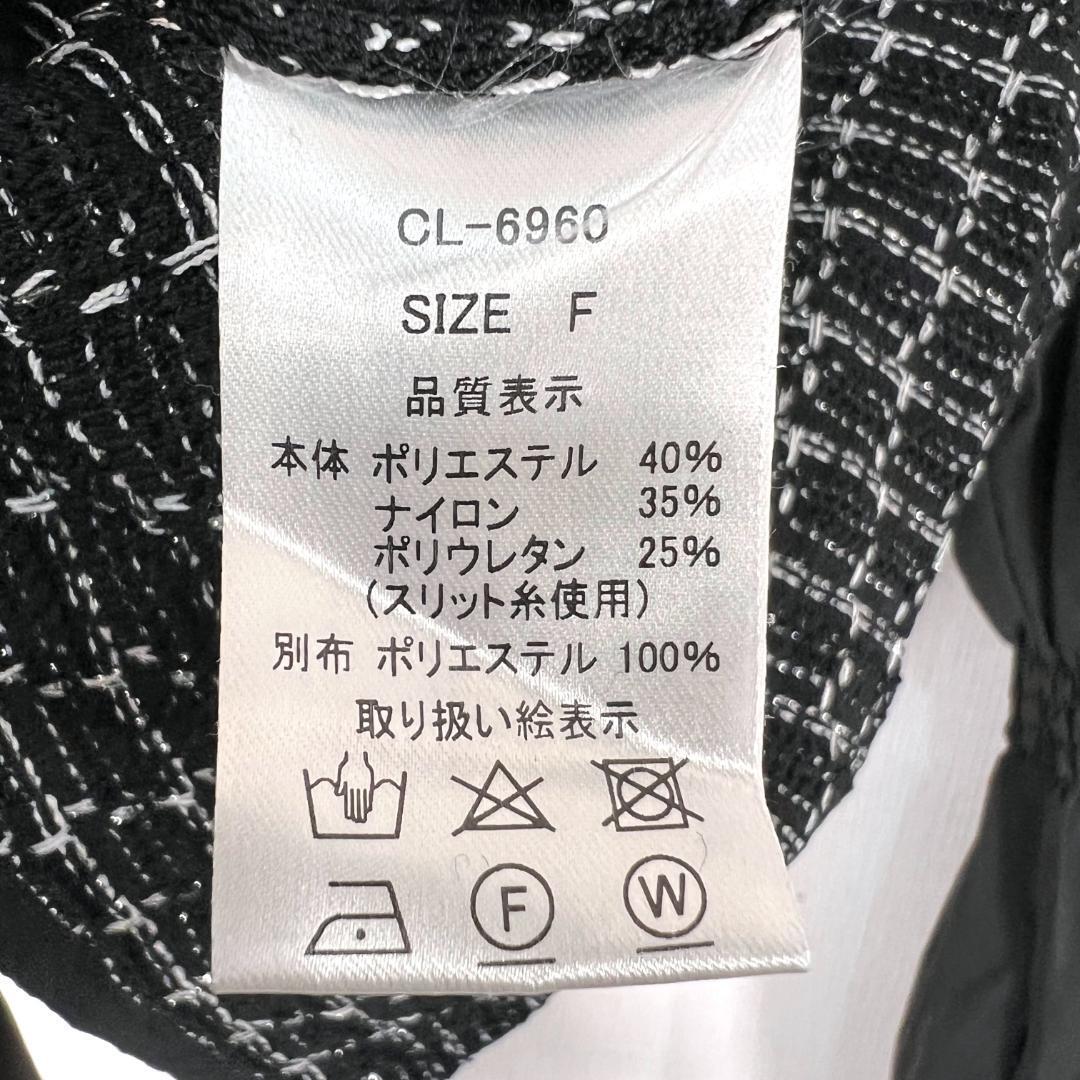 CL-6960
SIZE F
品質表示
本体 ポリエステル 40%
ナイロン 35%
ポリウレタン 25%
(スリット糸使用)
別布 ポリエステル 100%
取り扱い絵表示
F W